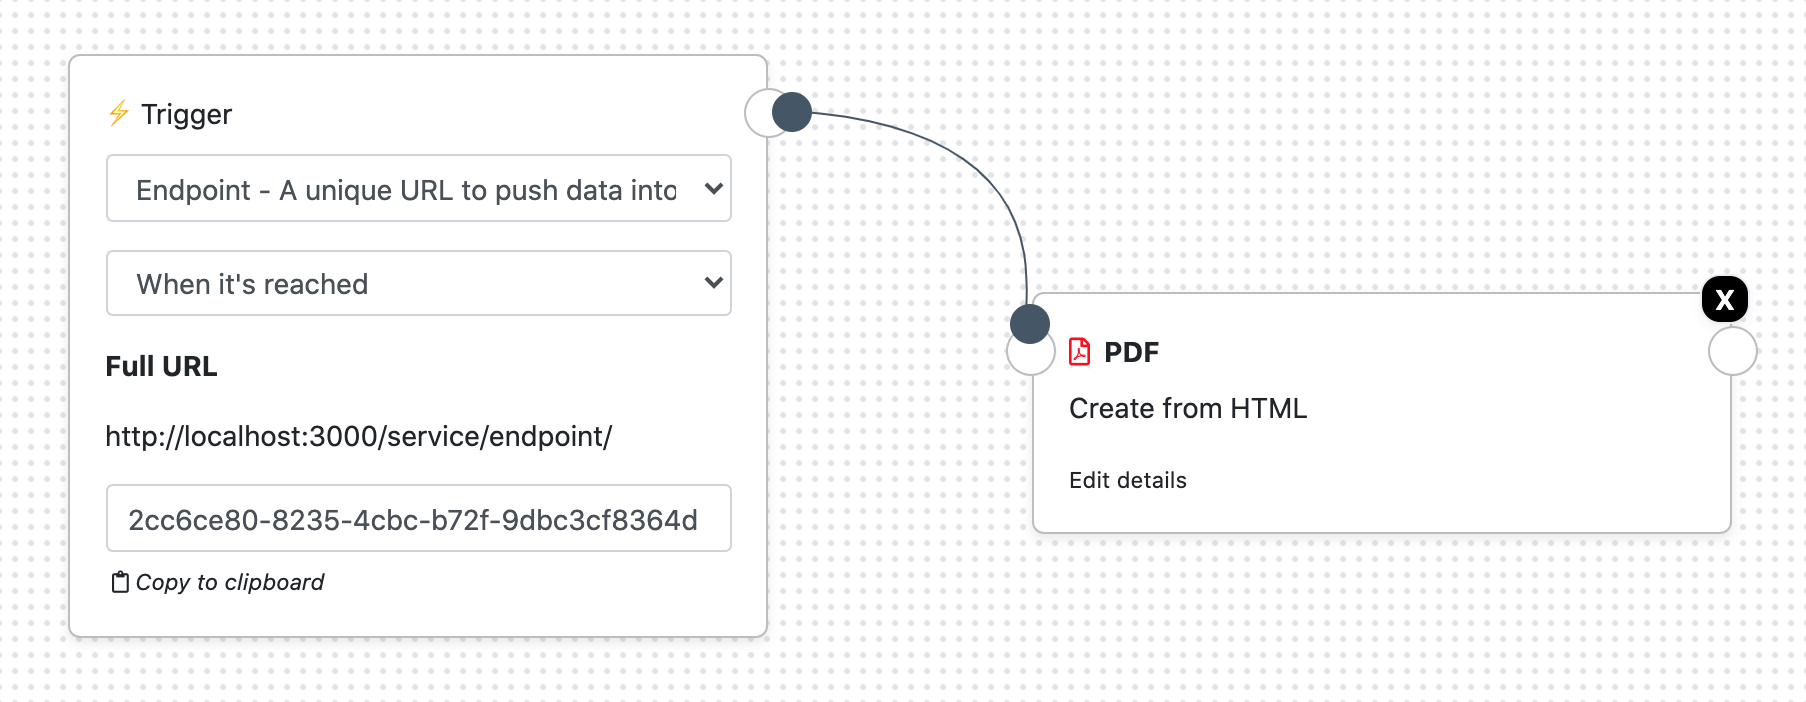 Trigger
Endpoint - A unique URL to push data into
When it's reached
Full URL
http://localhost:3000/service/endpoint/
2cc6ce80-8235-4cbc-b72f-9dbc3cf8364d
Copy to clipboard
X
PDF
Create from HTML
Edit details